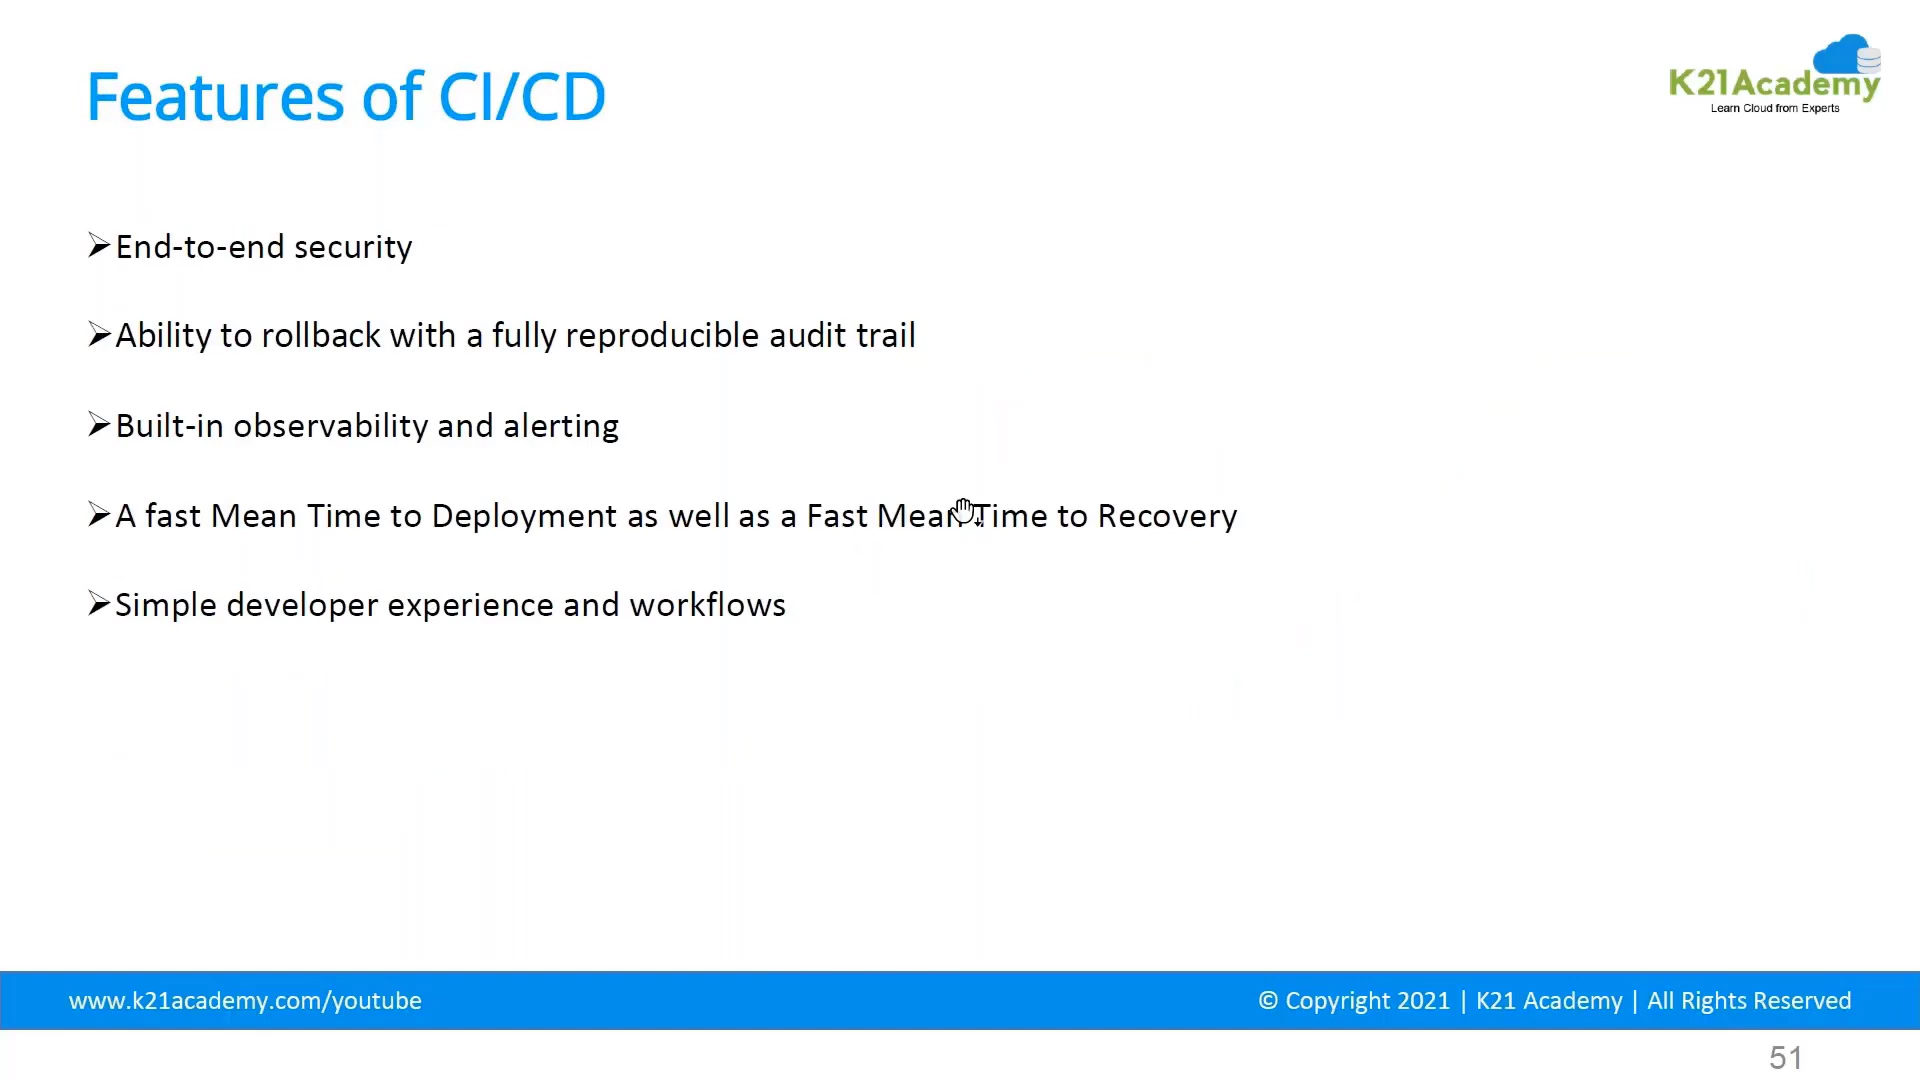 Features of CI/CD
K21Academy
Learn Cloud from Experts
End-to-end security
Ability to rollback with a fully reproducible audit trail
Built-in observability and alerting
A fast Mean Time to Deployment as well as a Fast Mean Time to Recovery
Simple developer experience and workflows
www.k21academy.com/youtube
© Copyright 2021 | K21 Academy | All Rights Reserved
51